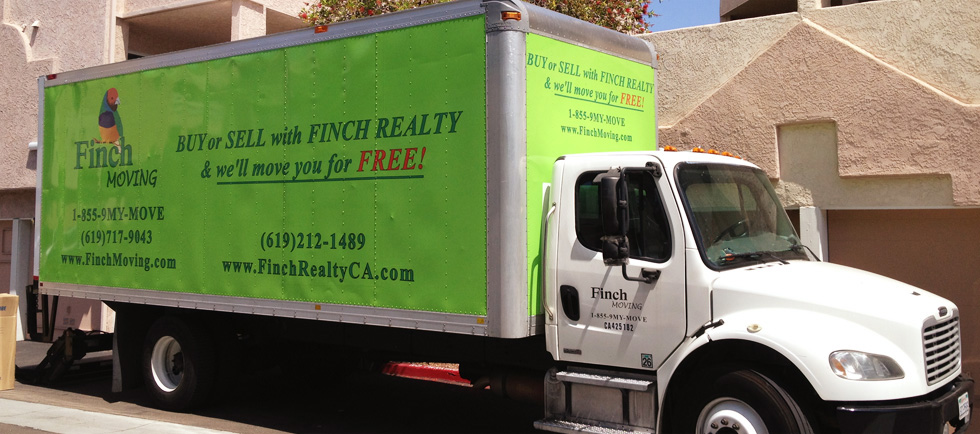 Finch
MOVING
1-855-9MY-MOVE
(619)717-9043
www.FinchMoving.com
BUY or SELL with FINCH REALTY
& we'll move you for FREE!
(619)212-1489
www.FinchRealtyCA.com
BUY or SELL with FINCH REALTY
& we'll move you for FREE!
1-855-9MY-MOVE
www.FinchMoving.com
Finch
MOVING
1-855-9MY-MOVE
CA425182
26